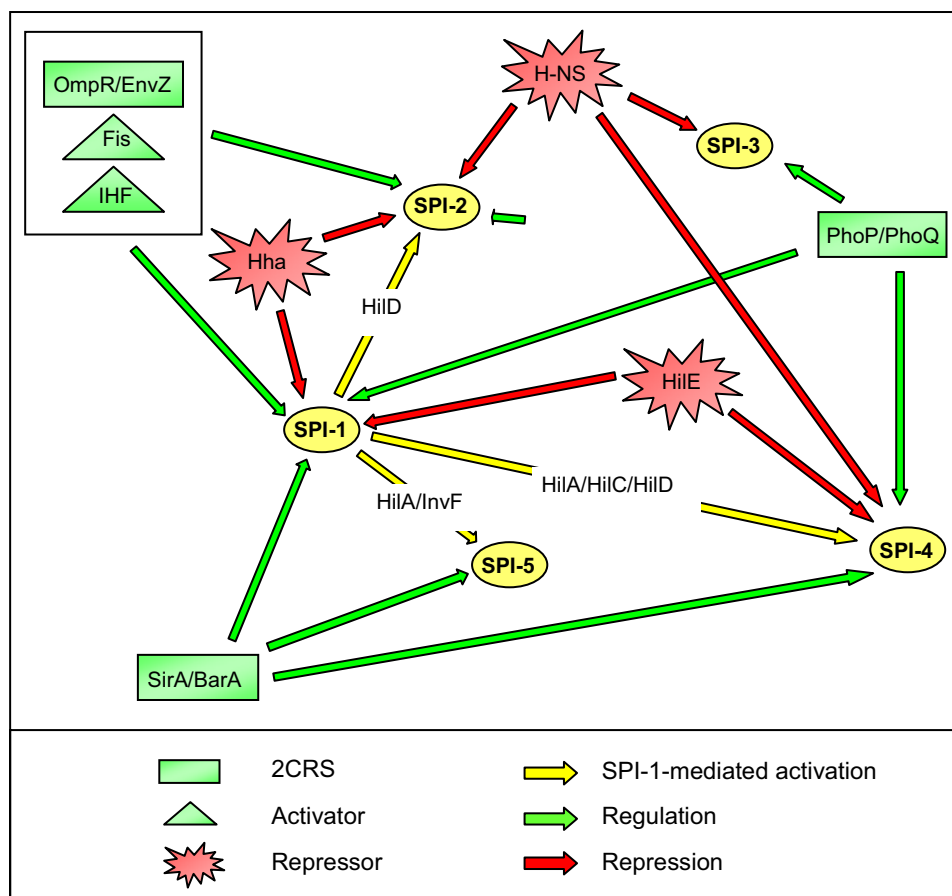 OmpR/EnvZ
Fis
IHF
H-NS
SPI-3
SPI-2
PhoP/PhoQ
Hha
HilD
HilE
SPI-1
HilA/InvF
HilA/HilC/HilD
SPI-5
SPI-4
SirA/BarA
2CRS
Activator
Repressor
SPI-1-mediated activation
Regulation
Repression